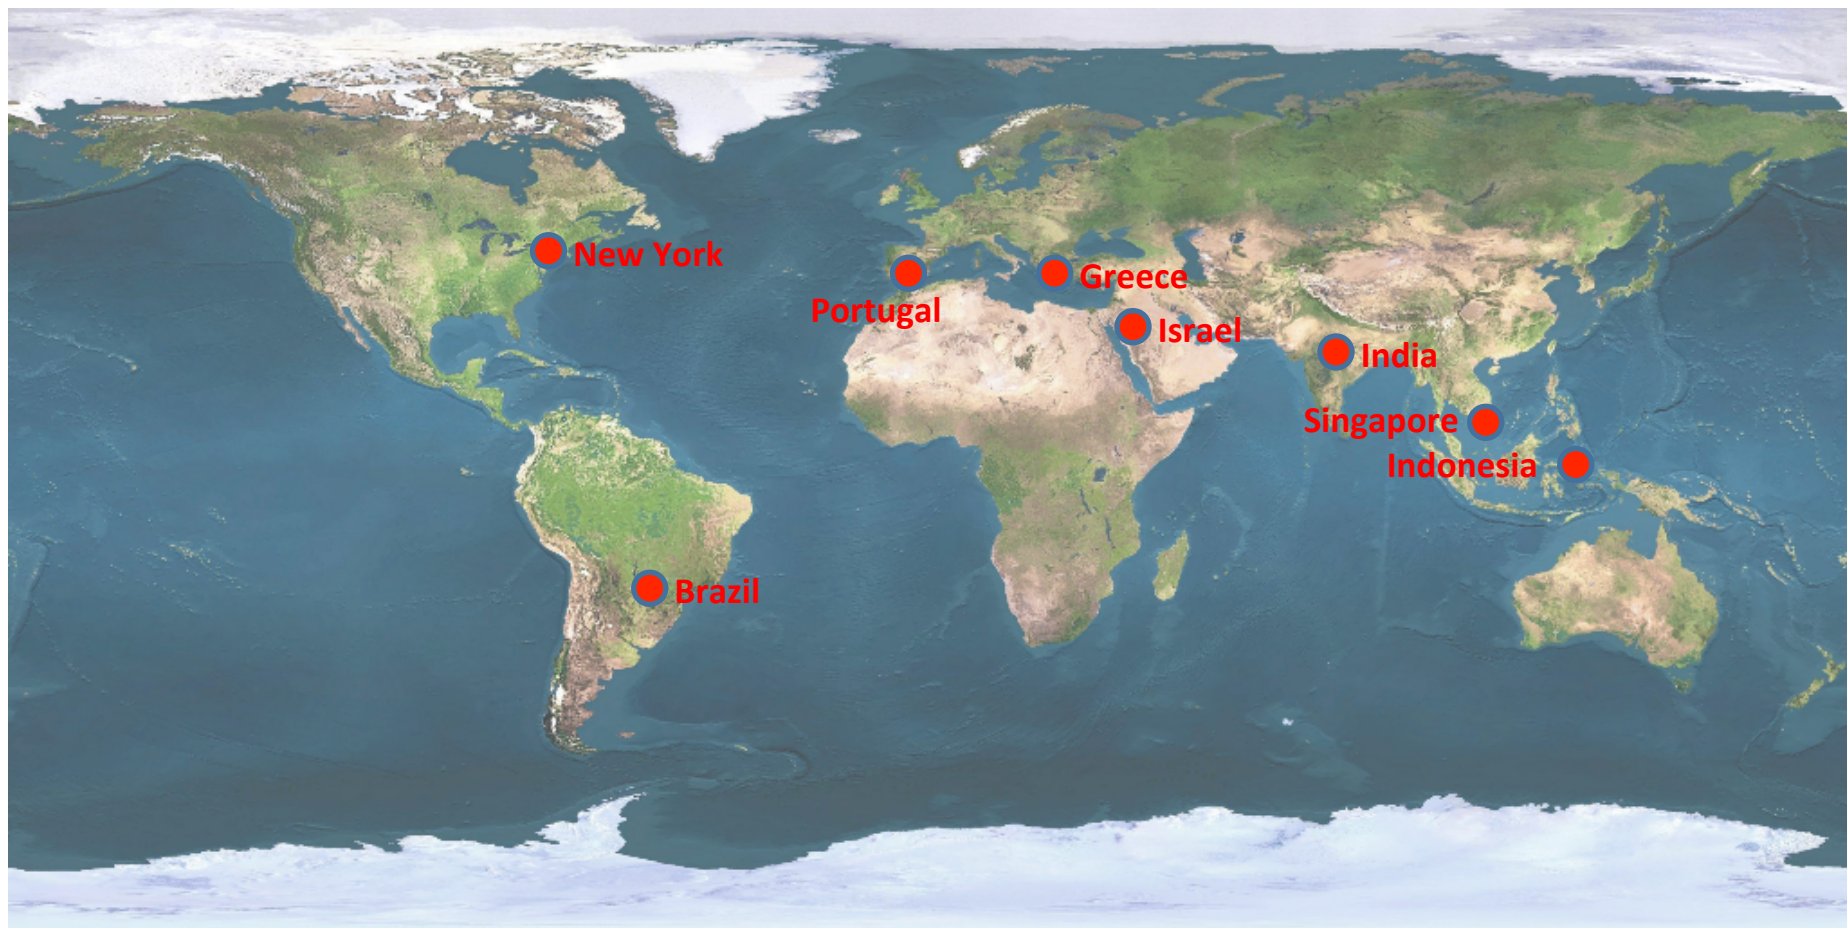 New York
Portugal
Greece
Israel
India
Singapore
Indonesia
Brazil